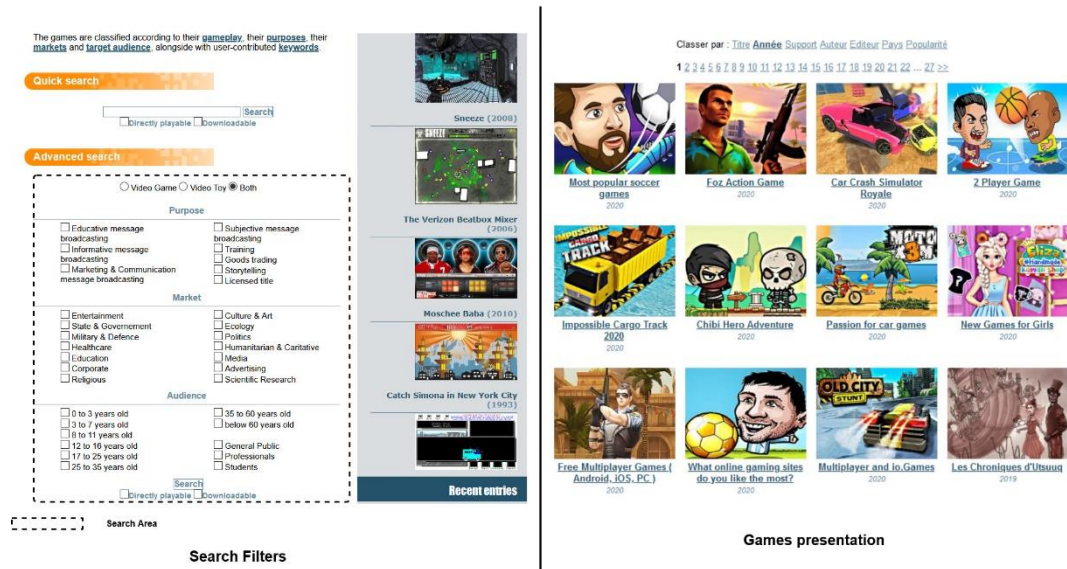 The games are classified according to their gameplay, their purposes, their
markets and target audience, alongside with user-contributed keywords.
Quick search
Search
Directly playable Downloadable
Advanced search
Video Game Video Toy Both
Purpose
Educative message
broadcasting
Informative message
broadcasting
Marketing & Communication
message broadcasting
Subjective message
broadcasting
Training
Goods trading
Storytelling
Licensed title
Market
Entertainment
State & Governement
Military & Defence
Healthcare
Education
Corporate
Religious
Culture & Art
Ecology
Politics
Humanitarian & Caritative
Media
Advertising
Scientific Research
Audience
0 to 3 years old
3 to 7 years old
8 to 11 years old
12 to 16 years old
17 to 25 years old
25 to 35 years old
35 to 60 years old
below 60 years old
General Public
Professionals
Students
Search
Directly playable Downloadable
Search Area
Search Filters
Sneeze (2008)
SNEEZE
The Verizon Beatbox Mixer
(2006)
Moschee Baba (2010)
Catch Simona in New York City
(1993)
Recent entries
Classer par : Titre Année Support Auteur Editeur Pays Popularité
1 2 3 4 5 6 7 8 9 10 11 12 13 14 15 16 17 18 19 20 21 22 ... 27 >>
Most popular soccer
games
2020
Foz Action Game
2020
Car Crash Simulator
Royale
2020
2 Player Game
2020
IMPOSSIBLE
CARGO
TRACK
Impossible Cargo Track
2020
2020
Chibi Hero Adventure
2020
MOTO
3M
Passion for car games
2020
Eliza
New Games for Girls
2020
Free Multiplayer Games (
Android, iOS, PC )
2020
What online gaming sites
do you like the most?
2020
OLD CITY
STUNT
Multiplayer and io.Games
2020
Les Chroniques d'Utsuuq
2019
Games presentation